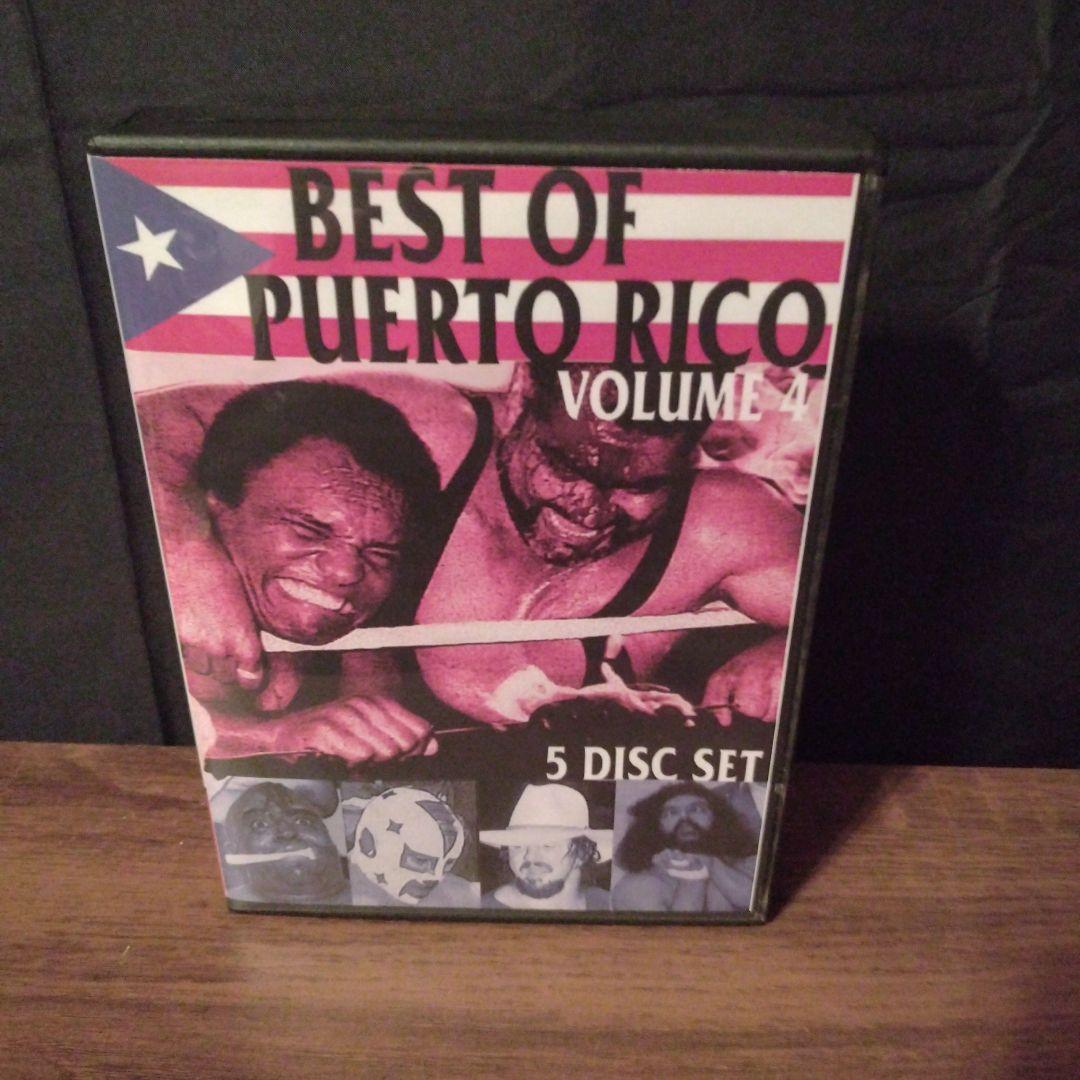 BEST OF
PUERTO RICO
VOLUME 4
5 DISC SET